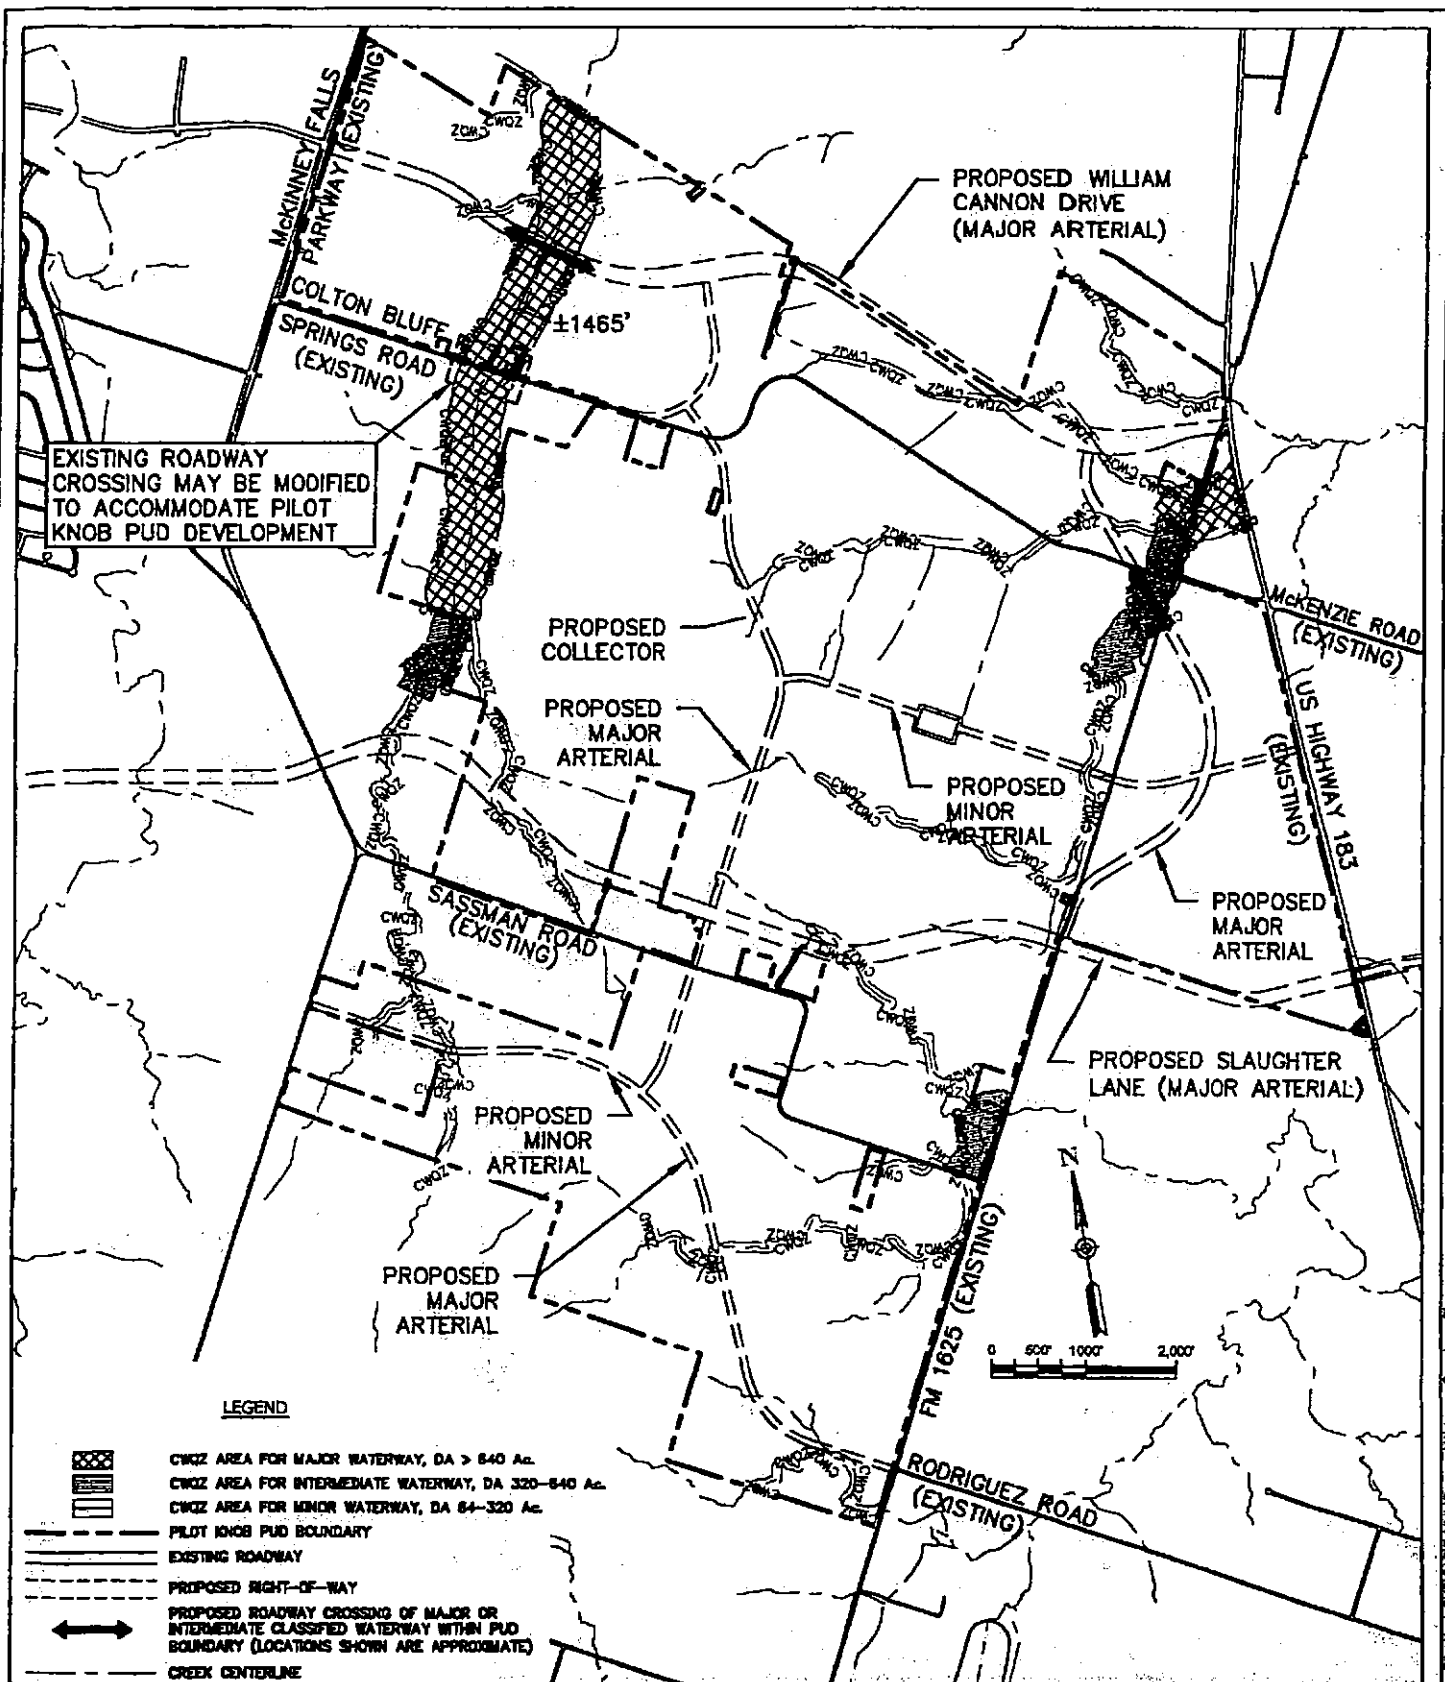 McKINNEY FALLS
PARKWAY (EXISTING)
PROPOSED WILLIAM
CANNON DRIVE
(MAJOR ARTERIAL)
COLTON BLUFF
SPRINGS ROAD
(EXISTING)
±1465'
EXISTING ROADWAY
CROSSING MAY BE MODIFIED
TO ACCOMMODATE PILOT
KNOB PUD DEVELOPMENT
CWQZ
CWQZ
CWQZ
CWQZ
CWQZ
CWQZ
McKENZIE ROAD
(EXISTING)
PROPOSED
COLLECTOR
PROPOSED
MAJOR
ARTERIAL
US HIGHWAY 183
(EXISTING)
PROPOSED
MINOR
ARTERIAL
PROPOSED
MAJOR
ARTERIAL
SASSMAN ROAD
(EXISTING)
PROPOSED SLAUGHTER
LANE (MAJOR ARTERIAL)
PROPOSED
MINOR
ARTERIAL
N
PROPOSED
MAJOR
ARTERIAL
FM 1625 (EXISTING)
0 500' 1000' 2,000'
RODRIGUEZ ROAD
(EXISTING)
LEGEND
CWQZ AREA FOR MAJOR WATERWAY, DA > 640 Ac.
CWQZ AREA FOR INTERMEDIATE WATERWAY, DA 320-640 Ac.
CWQZ AREA FOR MINOR WATERWAY, DA 64-320 Ac.
PILOT KNOB PUD BOUNDARY
EXISTING ROADWAY
PROPOSED RIGHT-OF-WAY
PROPOSED ROADWAY CROSSING OF MAJOR OR
INTERMEDIATE CLASSIFIED WATERWAY WITHIN PUD
BOUNDARY (LOCATIONS SHOWN ARE APPROXIMATE)
CREEK CENTERLINE